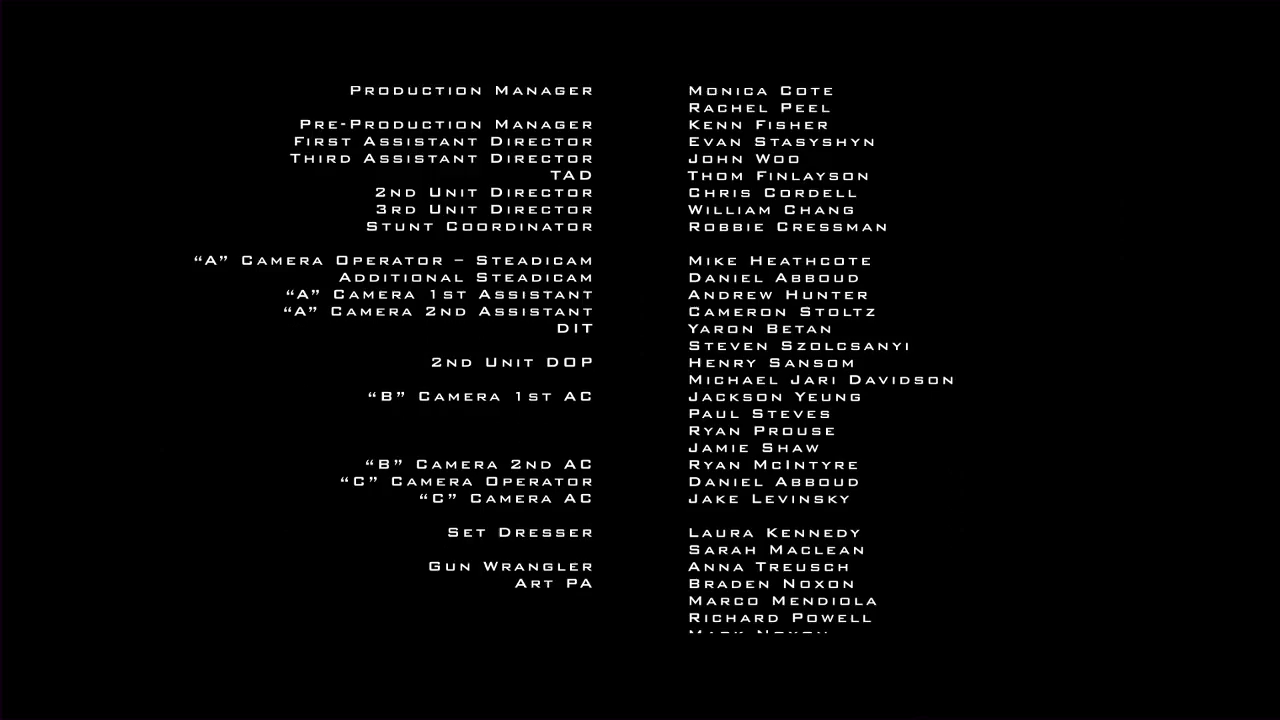 Production Manager Monica Cote
Rachel Peel
Pre-Production Manager Kenn Fisher
First Assistant Director Evan Stasyshyn
Third Assistant Director John Woo
TAD Thom Finlayson
2nd Unit Director Chris Cordell
3rd Unit Director William Chang
Stunt Coordinator Robbie Cressman
“A” Camera Operator – Steadicam Mike Heathcote
Additional Steadicam Daniel Abboud
“A” Camera 1st Assistant Andrew Hunter
“A” Camera 2nd Assistant Cameron Stoltz
DIT Yaron Betan
Steven Szolcsanyi
2nd Unit DOP Henry Sansom
Michael Jari Davidson
“B” Camera 1st AC Jackson Yeung
Paul Steves
Ryan Prouse
Jamie Shaw
“B” Camera 2nd AC Ryan McIntyre
“C” Camera Operator Daniel Abboud
“C” Camera AC Jake Levinsky
Set Dresser Laura Kennedy
Sarah Maclean
Gun Wrangler Anna Treusch
Art PA Braden Noxon
Marco Mendiola
Richard Powell